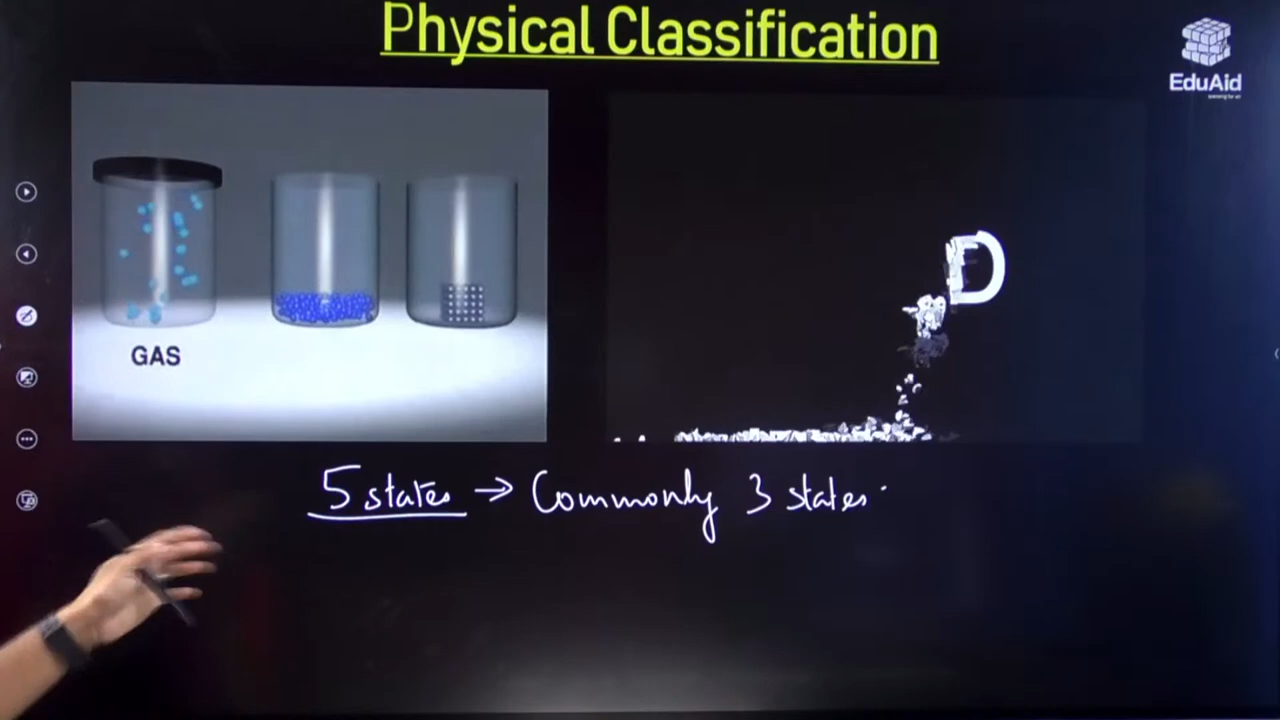 Physical Classification
EduAid
GAS
D
5 states → Commonly 3 states.